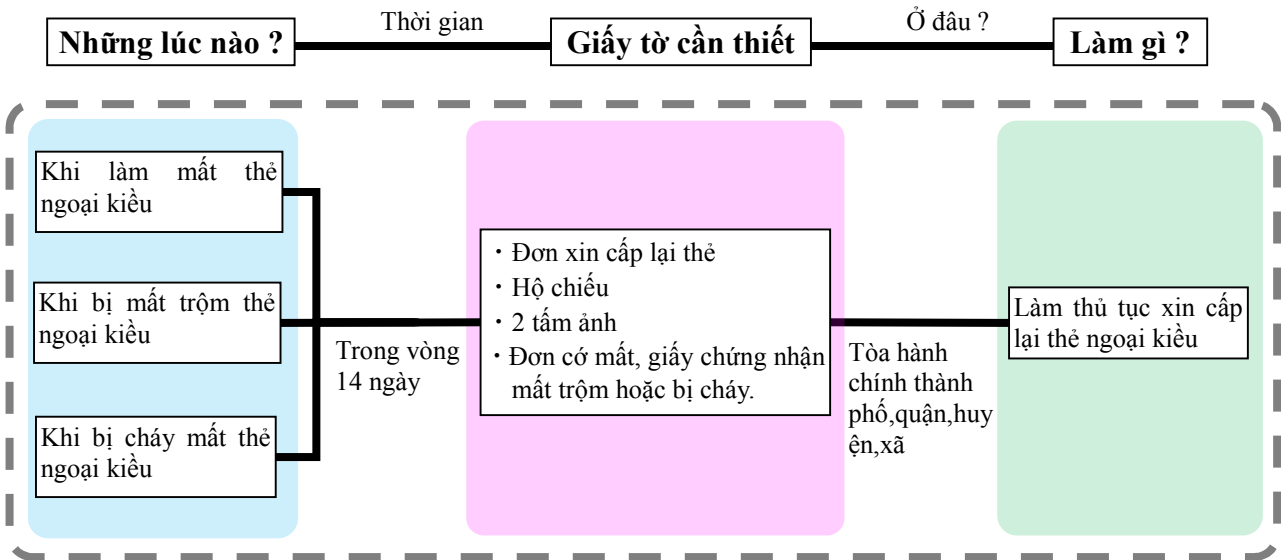 Thời gian
Ở đâu ?
Những lúc nào ?
Giấy tờ cần thiết
Làm gì ?
Khi làm mất thẻ
ngoại kiều
Khi bị mất trộm thẻ
ngoại kiều
Khi bị cháy mất thẻ
ngoại kiều
Trong vòng
14 ngày
・Đơn xin cấp lại thẻ
・Hộ chiếu
・2 tấm ảnh
・Đơn cớ mất, giấy chứng nhận
mất trộm hoặc bị cháy.
Tòa hành
chính thành
phố,quận,huy
ện,xã
Làm thủ tục xin cấp
lại thẻ ngoại kiều